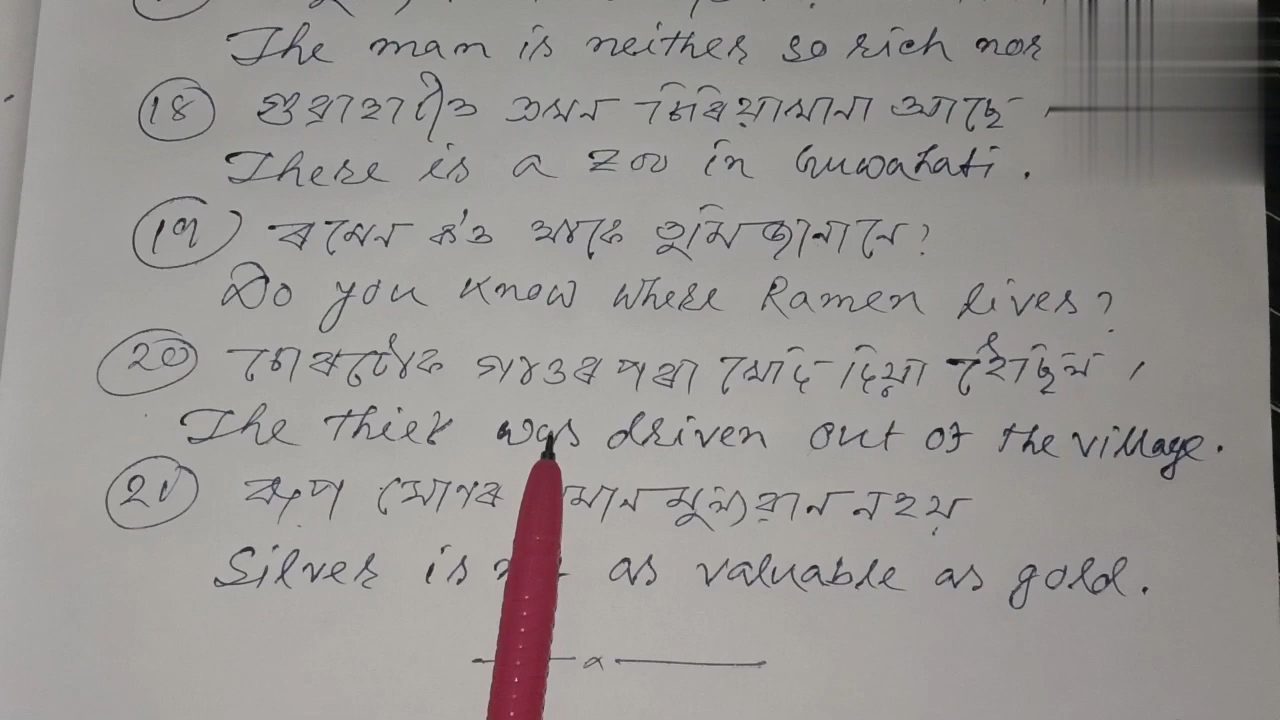 The man is neither so rich nor
18 গুৱাহাটীত এখন চিৰিয়াখানা আছে ।
There is a zoo in Guwahati.
19 ৰমেন ক'ত থাকে তুমি জানানে?
Do you know where Ramen lives?
20 চোৰটোক গাওঁৰ পৰা খেদি দিয়া হৈছিল ।
The thief was driven out of the village.
21 ৰূপ সোণৰ মূল্যৱান নহয়
Silver is as valuable as gold.